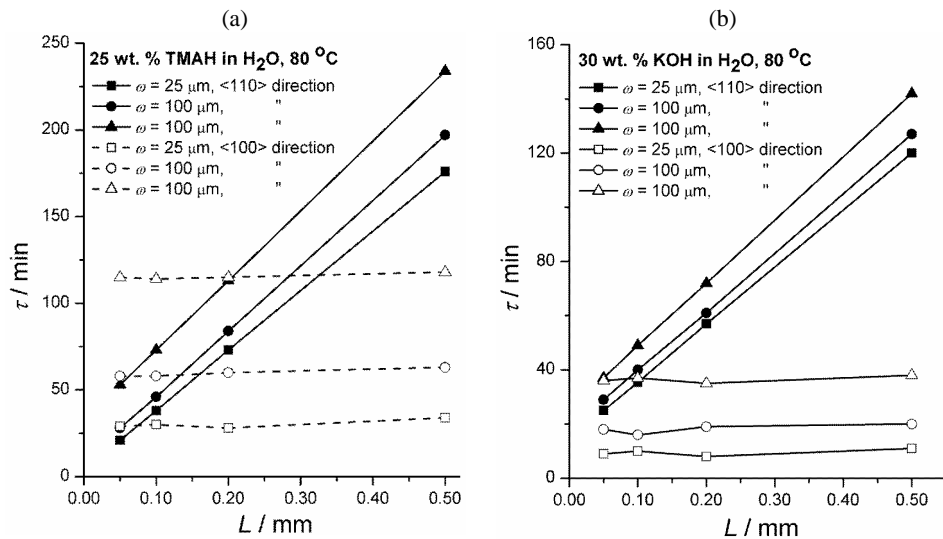 (a)
25 wt. % TMAH in H2O, 80 °C
ω = 25 μm, <110> direction
ω = 100 μm, "
ω = 100 μm, "
ω = 25 μm, <100> direction
ω = 100 μm, "
ω = 100 μm, "
250
200
150
100
50
0
τ / min
0.00 0.10 0.20 0.30 0.40 0.50
L / mm
(b)
30 wt. % KOH in H2O, 80 °C
ω = 25 μm, <110> direction
ω = 100 μm, "
ω = 100 μm, "
ω = 25 μm, <100> direction
ω = 100 μm, "
ω = 100 μm, "
160
120
80
40
0
τ / min
0.00 0.10 0.20 0.30 0.40 0.50
L / mm